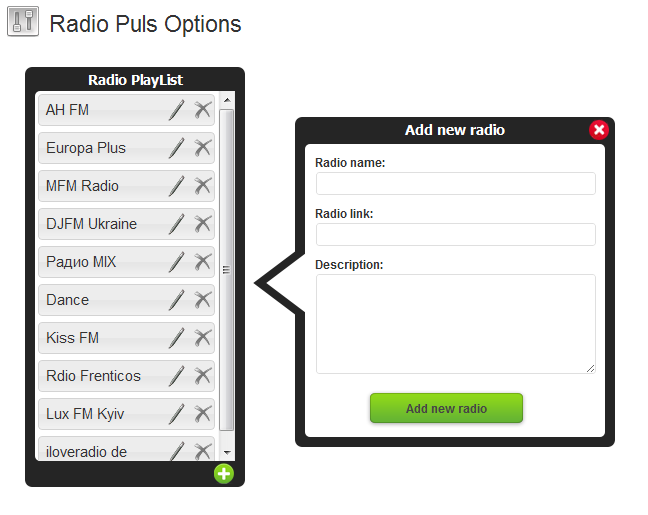 Radio Puls Options
Radio PlayList
AH FM
Europa Plus
MFM Radio
DJFM Ukraine
Радио MIX
Dance
Kiss FM
Rdio Frenticos
Lux FM Kyiv
iloveradio de
Add new radio
Radio name:
Radio link:
Description:
Add new radio